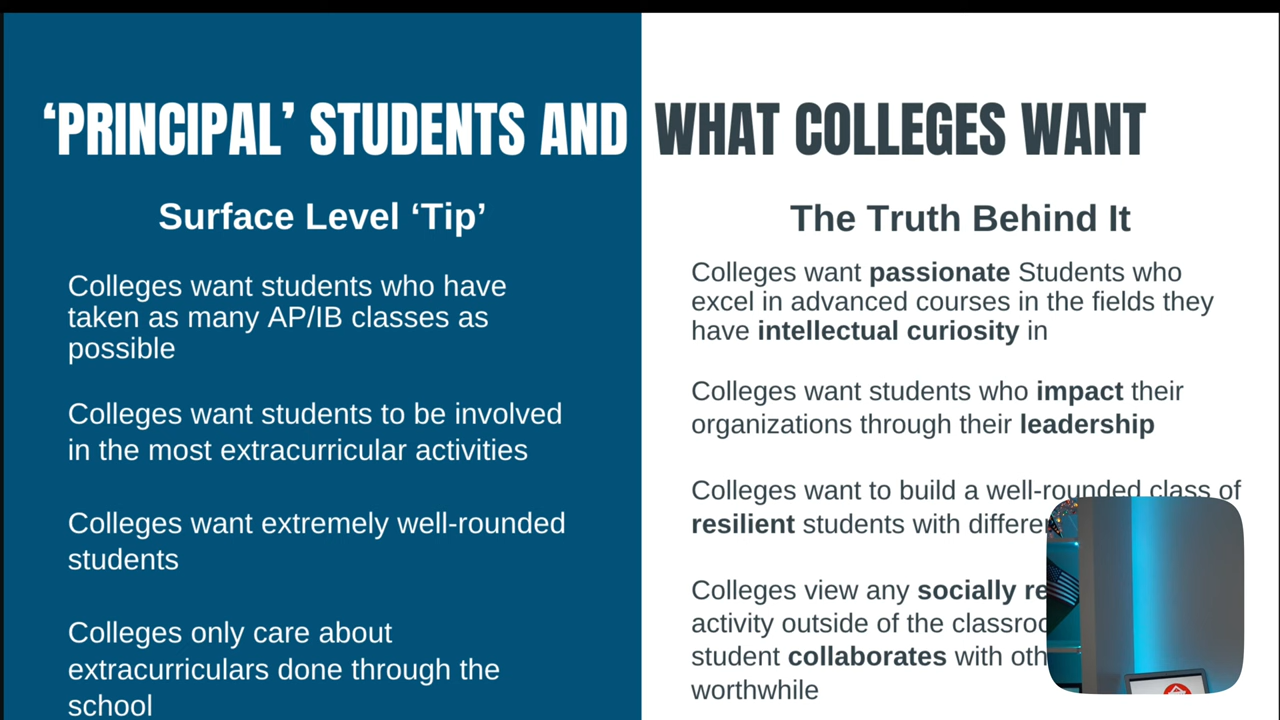 ‘PRINCIPAL’ STUDENTS AND WHAT COLLEGES WANT
Surface Level ‘Tip’
Colleges want students who have
taken as many AP/IB classes as
possible
Colleges want students to be involved
in the most extracurricular activities
Colleges want extremely well-rounded
students
Colleges only care about
extracurriculars done through the
school
The Truth Behind It
Colleges want passionate Students who
excel in advanced courses in the fields they
have intellectual curiosity in
Colleges want students who impact their
organizations through their leadership
Colleges want to build a well-rounded class of
resilient students with
Colleges view any socially
activity outside of the
student collaborates with
worthwhile